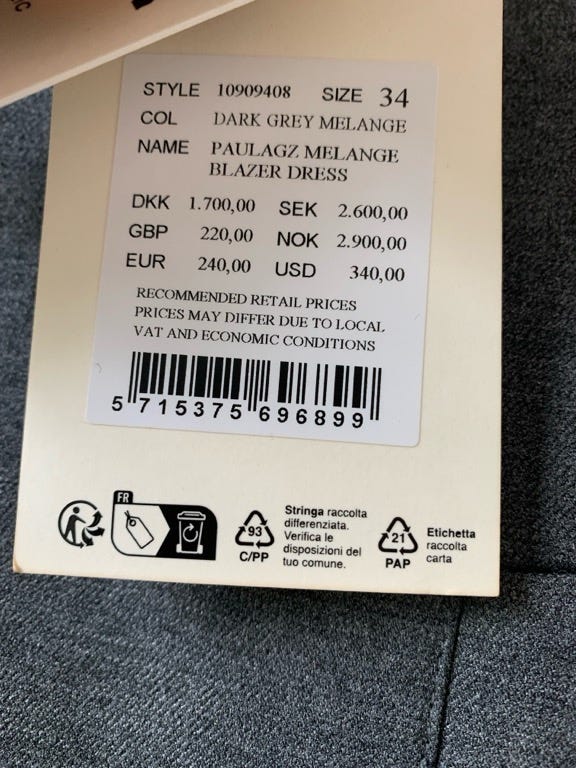 STYLE 10909408 SIZE 34
COL DARK GREY MELANGE
NAME PAULAGZ MELANGE
BLAZER DRESS
DKK 1.700,00 SEK 2.600,00
GBP 220,00 NOK 2.900,00
EUR 240,00 USD 340,00
RECOMMENDED RETAIL PRICES
PRICES MAY DIFFER DUE TO LOCAL
VAT AND ECONOMIC CONDITIONS
5 715375 696899
FR
93
C/PP
Stringa raccolta
differenziata.
Verifica le
disposizioni del
tuo comune.
21
PAP
Etichetta
raccolta
carta